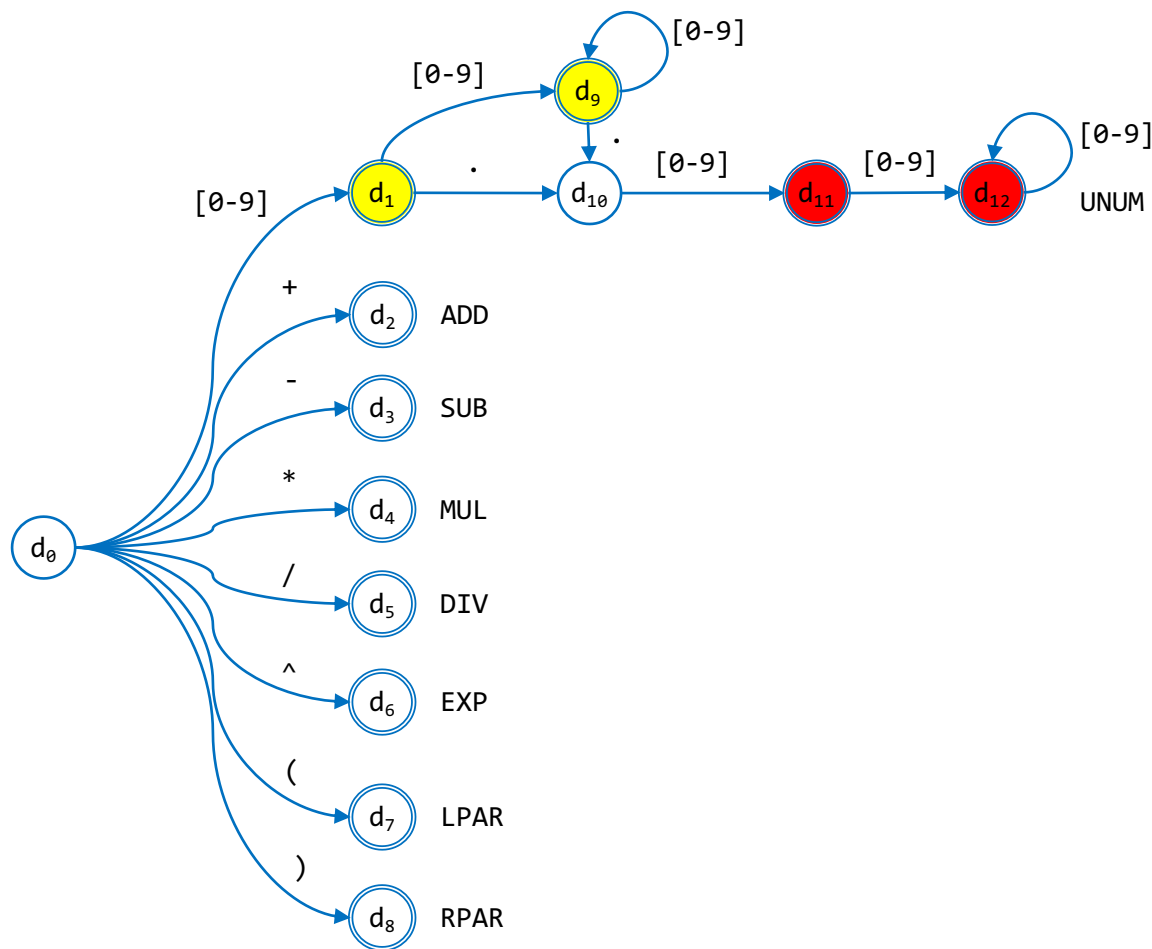 [0-9]
[0-9]
d₉
.
[0-9]
.
[0-9]
[0-9]
[0-9]
d₁
d₁₀
d₁₁
d₁₂
UNUM
+
d₂ ADD
-
d₃ SUB
*
d₄ MUL
d₀
/
d₅ DIV
^
d₆ EXP
(
d₇ LPAR
)
d₈ RPAR